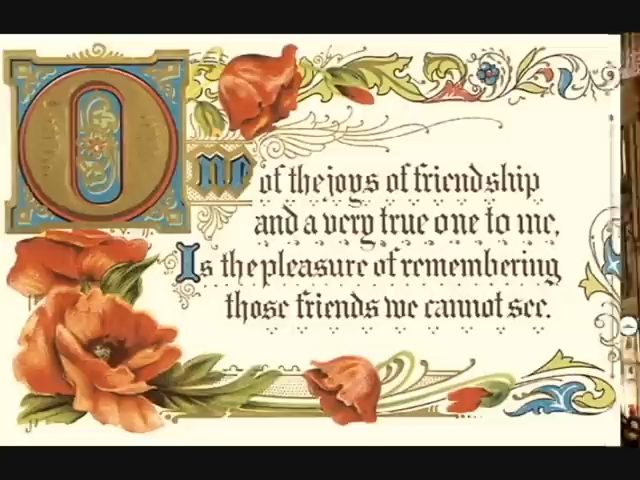 One of the joys of friendship
and a very true one to me,
Is the pleasure of remembering
those friends we cannot see.